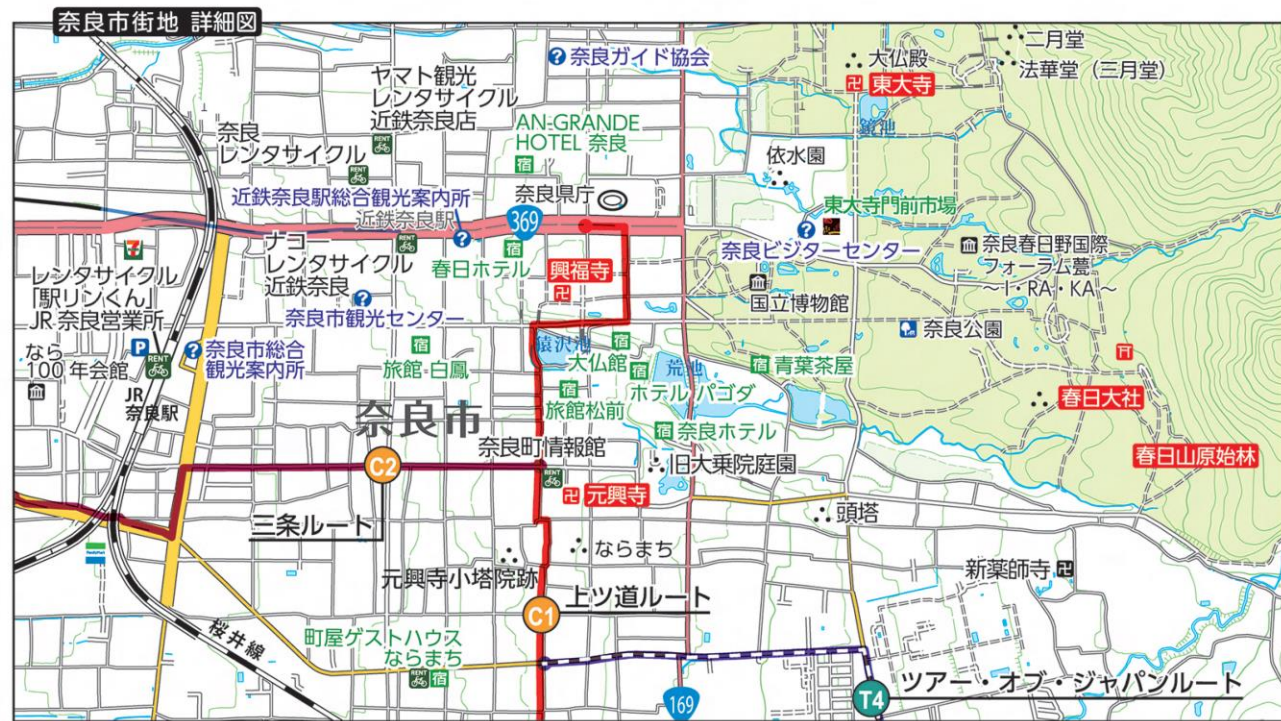 奈良市街地 詳細図
奈良ガイド協会
二月堂
大仏殿
法華堂（三月堂）
東大寺
鏡池
ヤマト観光
レンタサイクル
近鉄奈良店
RENT
AN-GRANDE
HOTEL 奈良
宿
奈良
レンタサイクル
RENT
依水園
近鉄奈良駅総合観光案内所
奈良県庁
近鉄奈良駅
369
東大寺門前市場
奈良ビジターセンター
ナコー
レンタサイクル
近鉄奈良
RENT
宿
春日ホテル
興福寺
奈良春日野国際
フォーラム甍
～I・RA・KA～
国立博物館
レンタサイクル
「駅リンくん」
JR 奈良営業所
P
RENT
奈良市観光センター
奈良公園
なら
100 年会館
奈良市総合
観光案内所
宿
旅館 白鳳
猿沢池
宿
大仏館
宿
ホテル パゴダ
荒池
宿 青葉茶屋
JR
奈良駅
宿
旅館松前
春日大社
奈良市
宿 奈良ホテル
奈良町情報館
RENT
旧大乗院庭園
春日山原始林
C2
三条ルート
元興寺
頭塔
ならまち
元興寺小塔院跡
新薬師寺
FamilyMart
C1
上ツ道ルート
桜井線
町屋ゲストハウス
ならまち
RENT 宿
169
T4
ツアー・オブ・ジャパンルート